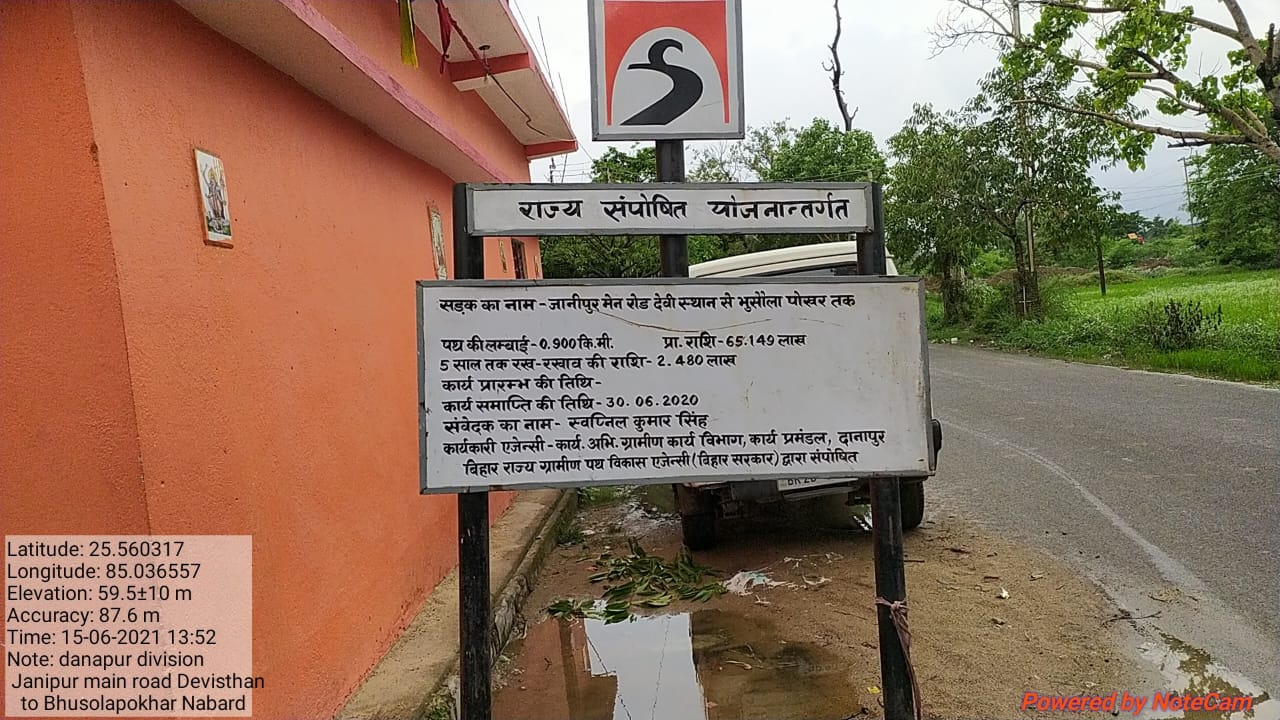 राज्य संपोषित योजनान्तर्गत
सड़क का नाम - जानीपुर मेन रोड देवी स्थान से भुसौला पोखर तक
पथ की लम्बाई - 0.900 कि.मी. प्रा. राशि - 65.149 लाख
5 साल तक रख-रखाव की राशि - 2.480 लाख
कार्य प्रारम्भ की तिथि -
कार्य समाप्ति की तिथि - 30.06.2020
संवेदक का नाम - स्वप्निल कुमार सिंह
कार्यकारी एजेन्सी - कार्य. अभि. ग्रामीण कार्य विभाग, कार्य प्रमंडल, दानापुर
बिहार राज्य ग्रामीण पथ विकास एजेन्सी (बिहार सरकार) द्वारा संपोषित
Latitude: 25.560317
Longitude: 85.036557
Elevation: 59.5±10 m
Accuracy: 87.6 m
Time: 15-06-2021 13:52
Note: danapur division
Janipur main road Devisthan
to Bhusolapokhar Nabard
Powered by NoteCam